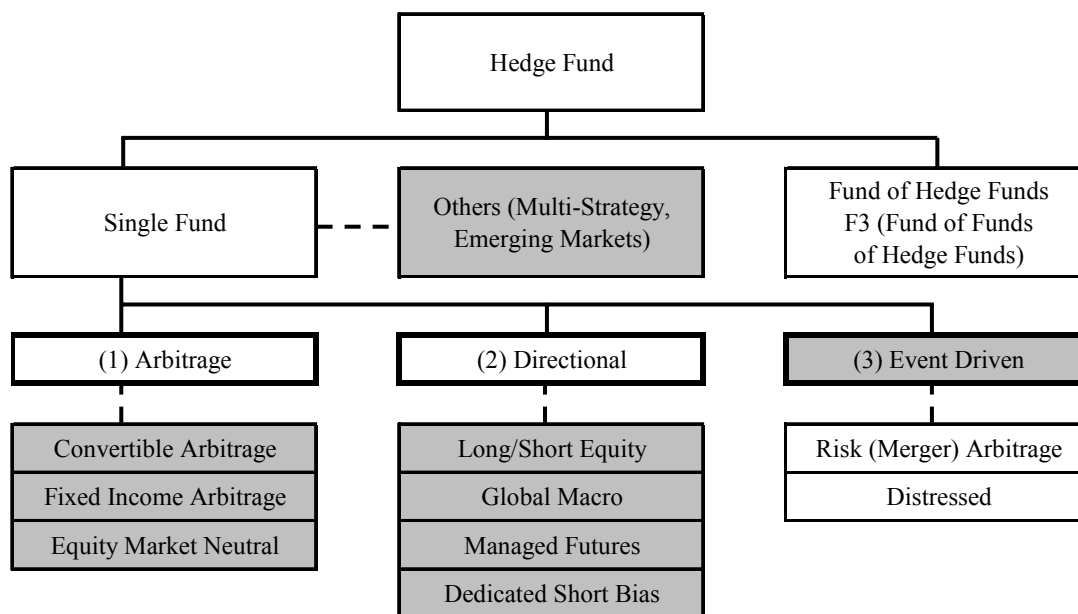 Hedge Fund
Single Fund
Others (Multi-Strategy,
Emerging Markets)
Fund of Hedge Funds
F3 (Fund of Funds
of Hedge Funds)
(1) Arbitrage
(2) Directional
(3) Event Driven
Convertible Arbitrage
Fixed Income Arbitrage
Equity Market Neutral
Long/Short Equity
Global Macro
Managed Futures
Dedicated Short Bias
Risk (Merger) Arbitrage
Distressed